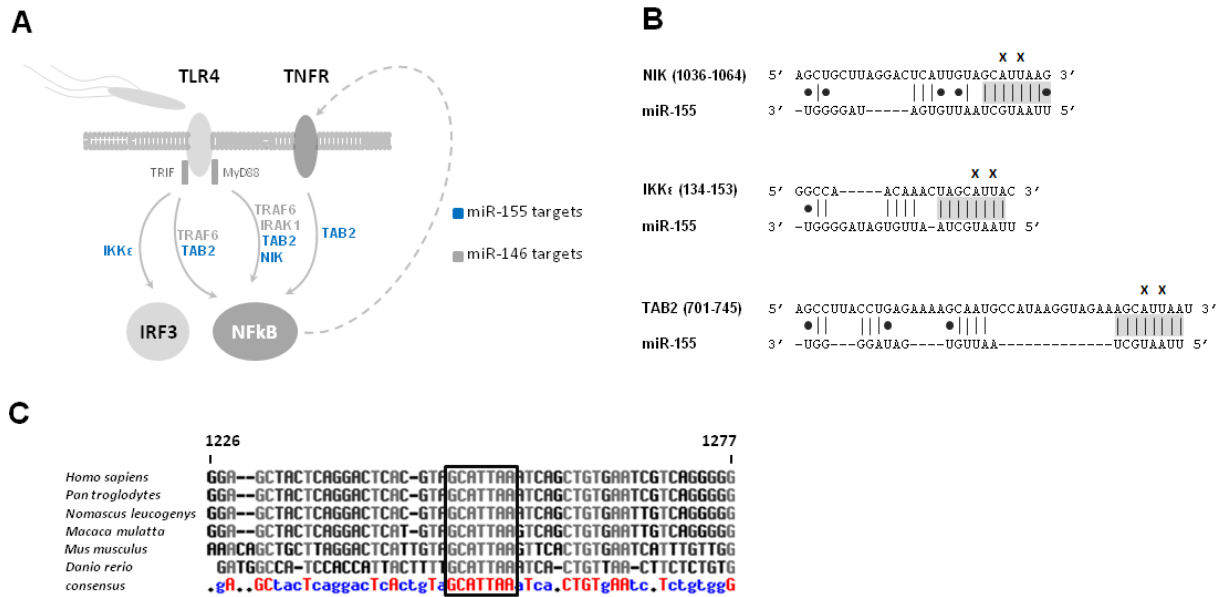 A
TLR4 TNFR
TRIF MyD88
TRAF6
IRAK1
TAB2
NIK
TRAF6
TAB2
TAB2
IKKε
miR-155 targets
miR-146 targets
IRF3 NFkB
B
X X
NIK (1036-1064) 5’ AGCUGCUUAGGACUCAUUGUAGCAUUAAG 3’
miR-155 3’ -UGGGGAU-----AGUGUUAAUCGUAAUU 5’
X X
IKKε (134-153) 5’ GGCCA-----ACAAACUAGCAUUAC 3’
miR-155 3’ -UGGGGAUAGUGUUA-AUCGUAAUU 5’
X X
TAB2 (701-745) 5’ AGCCUUACCUGAGAAAAGCAAUGCCAUAAGGUAGAAAGCAUUAAU 3’
miR-155 3’ -UGG---GGAUAG----UGUUAA------------UCGUAAUU 5’
C
1226 1277
Homo sapiens GGA--GCTACTCAGGACTCAC-GTAGCATTAAATCAGCTGTGAATCGTCAGGGGG
Pan troglodytes GGA--GCTACTCAGGACTCAC-GTAGCATTAAATCAGCTGTGAATCGTCAGGGGG
Nomascus leucogenys GGA--GCTACTCAGGACTCAC-GTAGCATTAAATCAGCTGTGAATTGTCAGGGGG
Macaca mulatta GGA--GCTACTCAGGACTCAT-GTAGCATTAAGTCAGCTGTGAATTGTCAGGGGG
Mus musculus AAACAGCTGCTTAGGACTCATTGTAGCATTAAGTTCACTGTGAATCATTTGTTGG
Danio rerio GATGGCCA-TCCACCATTACTTTTGCATTAAATCA-CTGTTAA-CTTCTCTGTG
consensus .gA..GCtacTcaggacTcActgTaGCATTAAaTca.CTGTgAAtc.TctgtggG